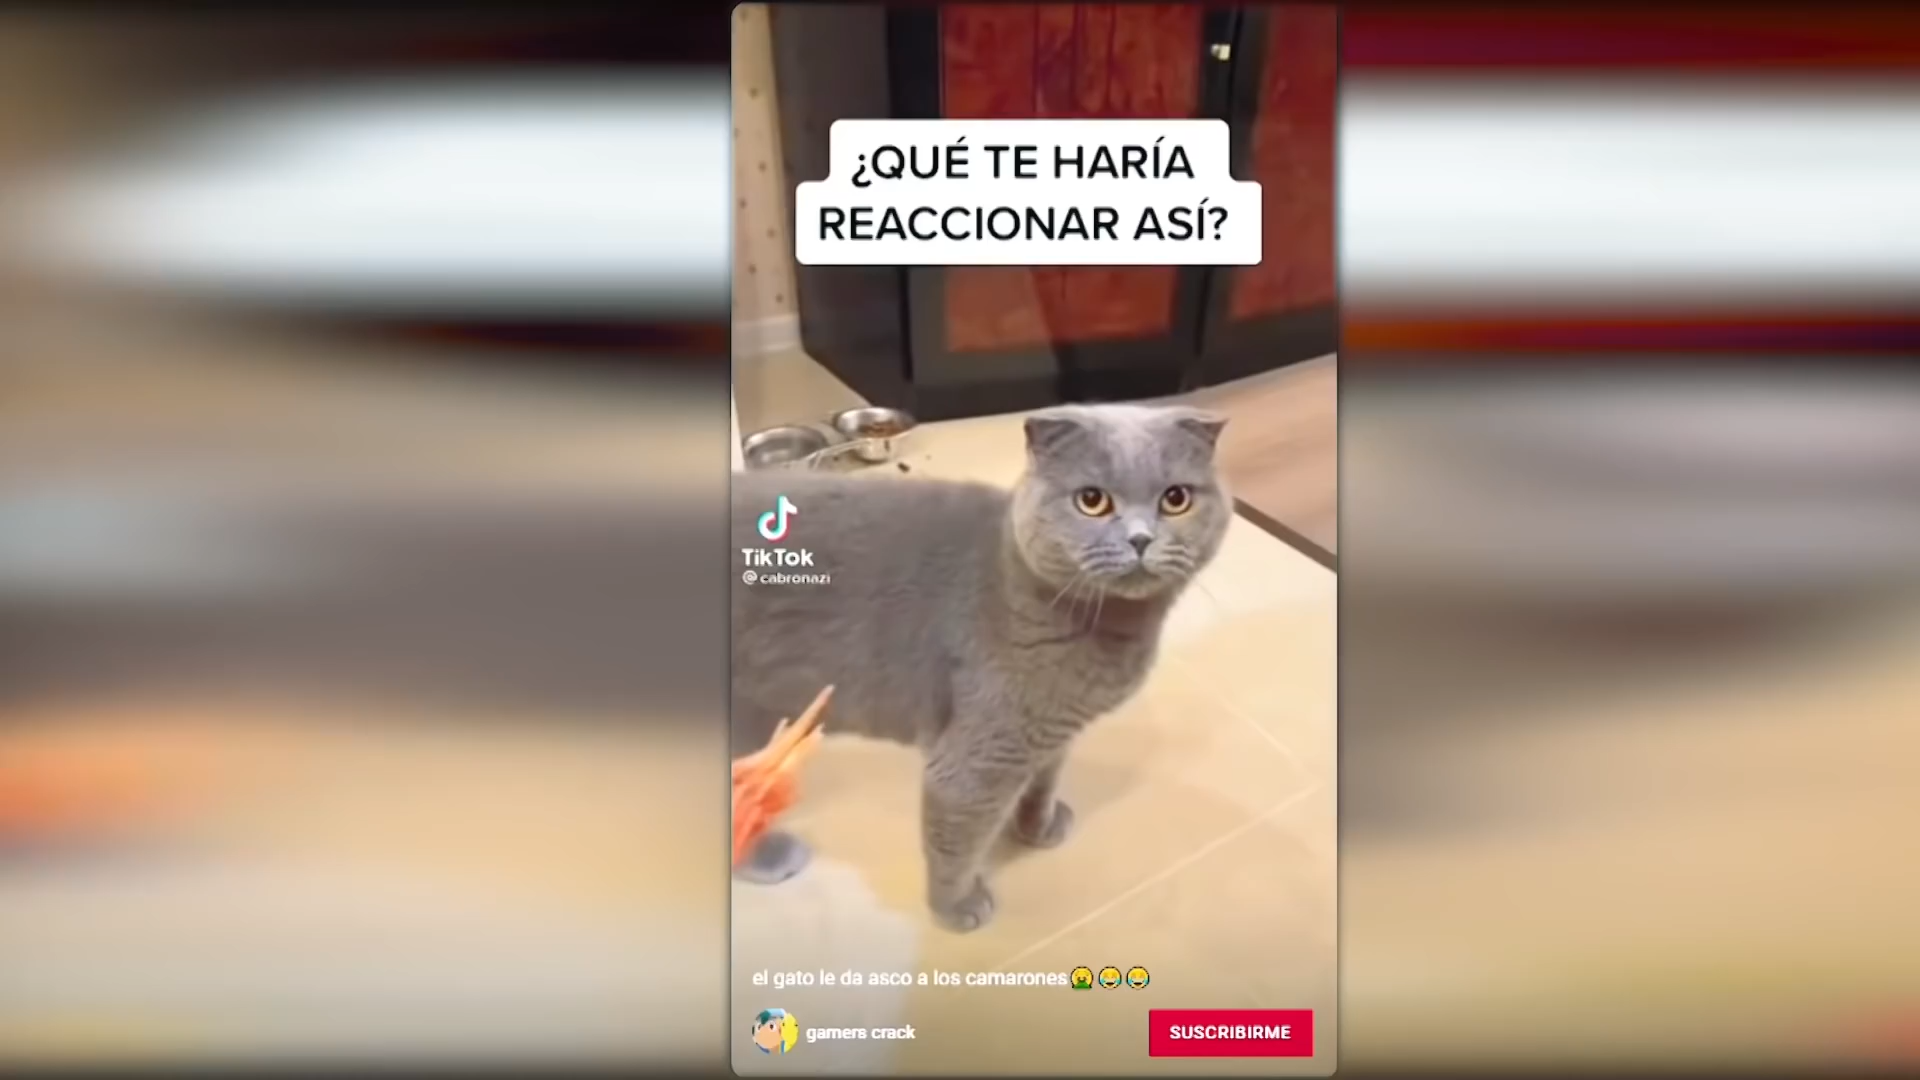 ¿QUÉ TE HARÍA
REACCIONAR ASÍ?
TikTok
@cabronazi
el gato le da asco a los camarones🤮😂😂
gamers crack
SUSCRIBIRME